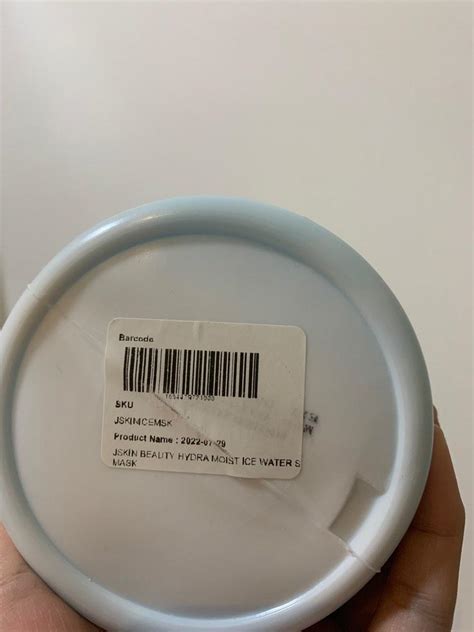 Barcode
SKU
JSKINICEMSK
Product Name : 2022-07-29
JSKIN BEAUTY HYDRA MOIST ICE WATER S
MASK